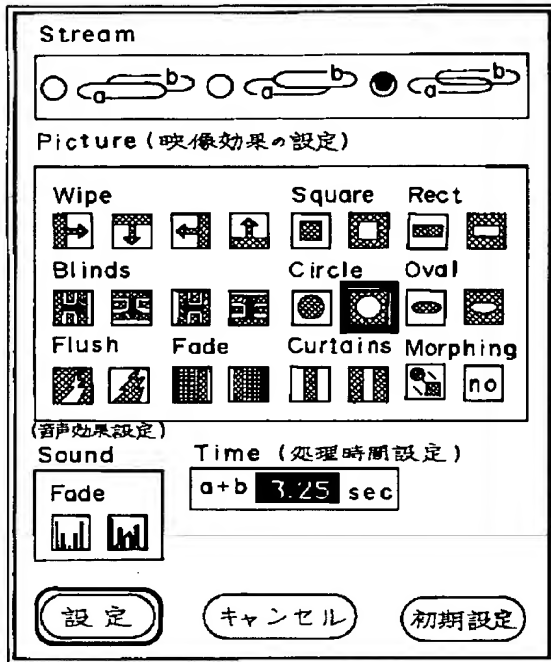 Stream
b a b a b a
Picture (映像効果の設定)
Wipe Square Rect
Blinds Circle Oval
Flush Fade Curtains Morphing
no
(音声効果設定)
Sound Time (処理時間設定)
Fade a+b 3.25 sec
設定 キャンセル 初期設定